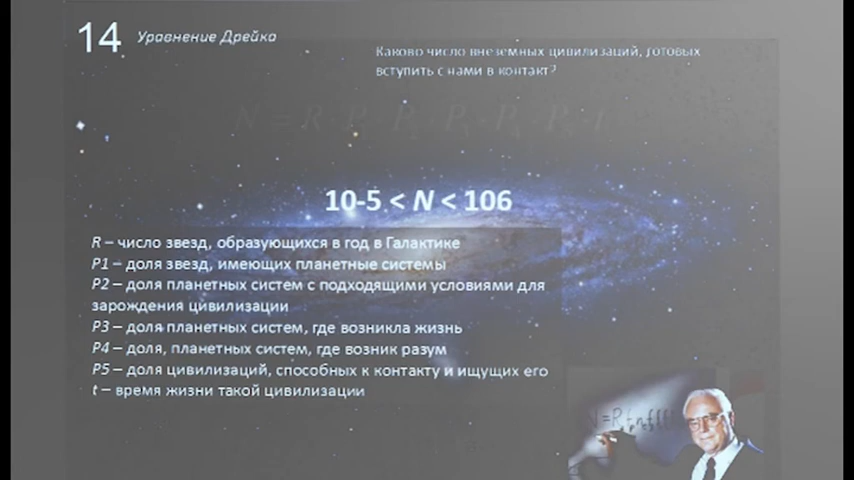 14 Уравнение Дрейка
Каково число внеземных цивилизаций, готовых
вступить с нами в контакт?
10-5 < N < 106
R – число звезд, образующихся в год в Галактике
P1 – доля звезд, имеющих планетные системы
P2 – доля планетных систем с подходящими условиями для
зарождения цивилизации
P3 – доля планетных систем, где возникла жизнь
P4 – доля, планетных систем, где возник разум
P5 – доля цивилизаций, способных к контакту и ищущих его
t – время жизни такой цивилизации